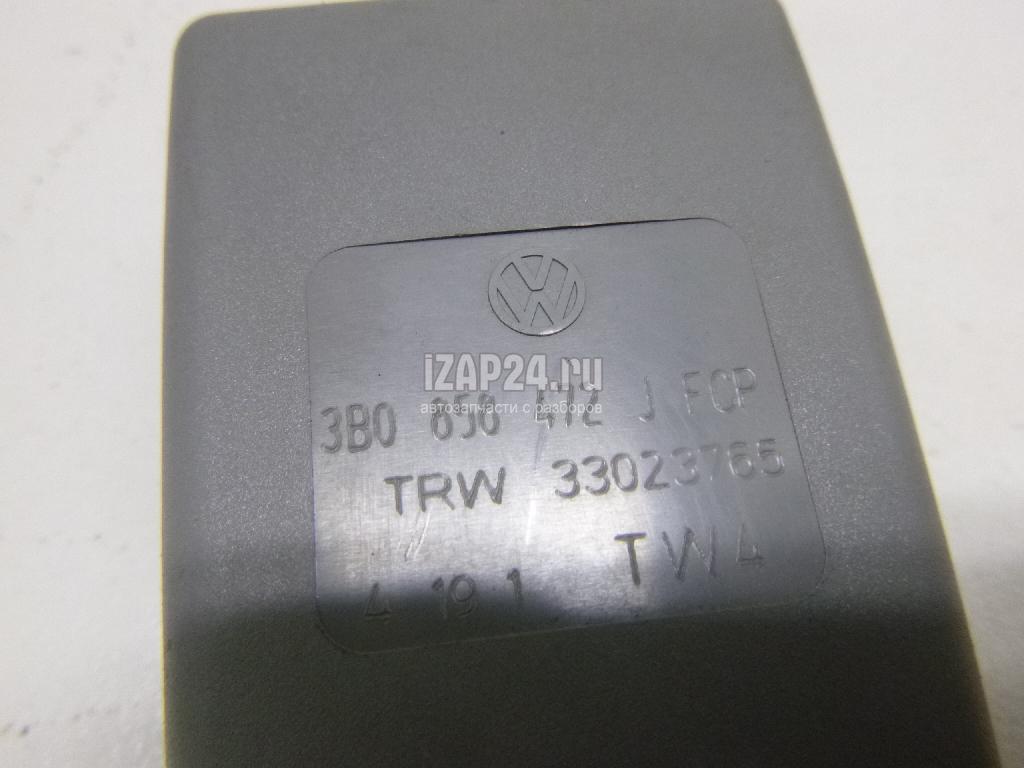 iZAP24.ru
автозапчасти с разборов
3B0 858 472 J FCP
TRW 33023765
TW4
4 19 1